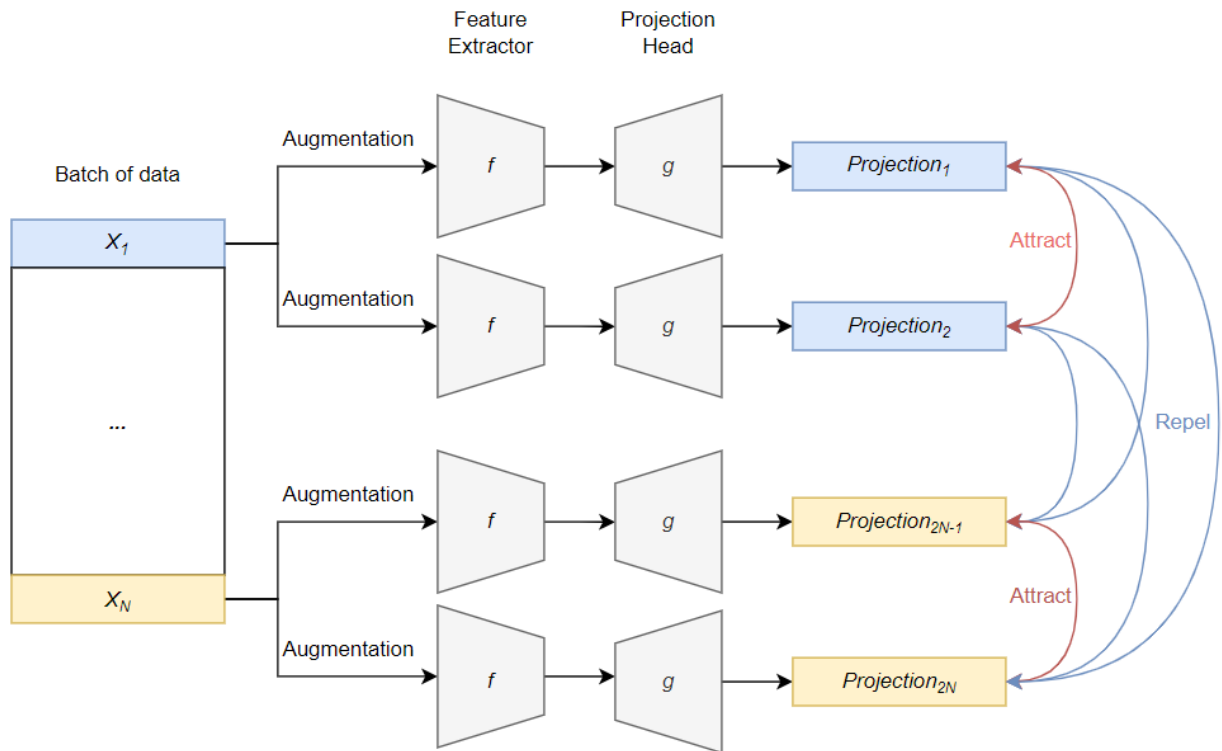 Feature
Extractor
Projection
Head
Batch of data
X₁
...
X_N
Augmentation
f
g
Projection₁
Augmentation
f
g
Projection₂
Augmentation
f
g
Projection₂N-₁
Augmentation
f
g
Projection₂N
Attract
Repel
Attract